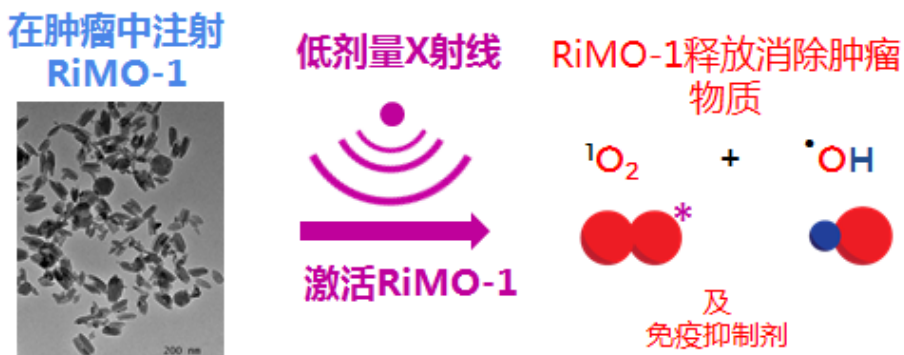 在肿瘤中注射
RiMO-1
200 nm
低剂量X射线
激活RiMO-1
RiMO-1释放消除肿瘤
物质
¹O₂ + •OH
*
及
免疫抑制剂